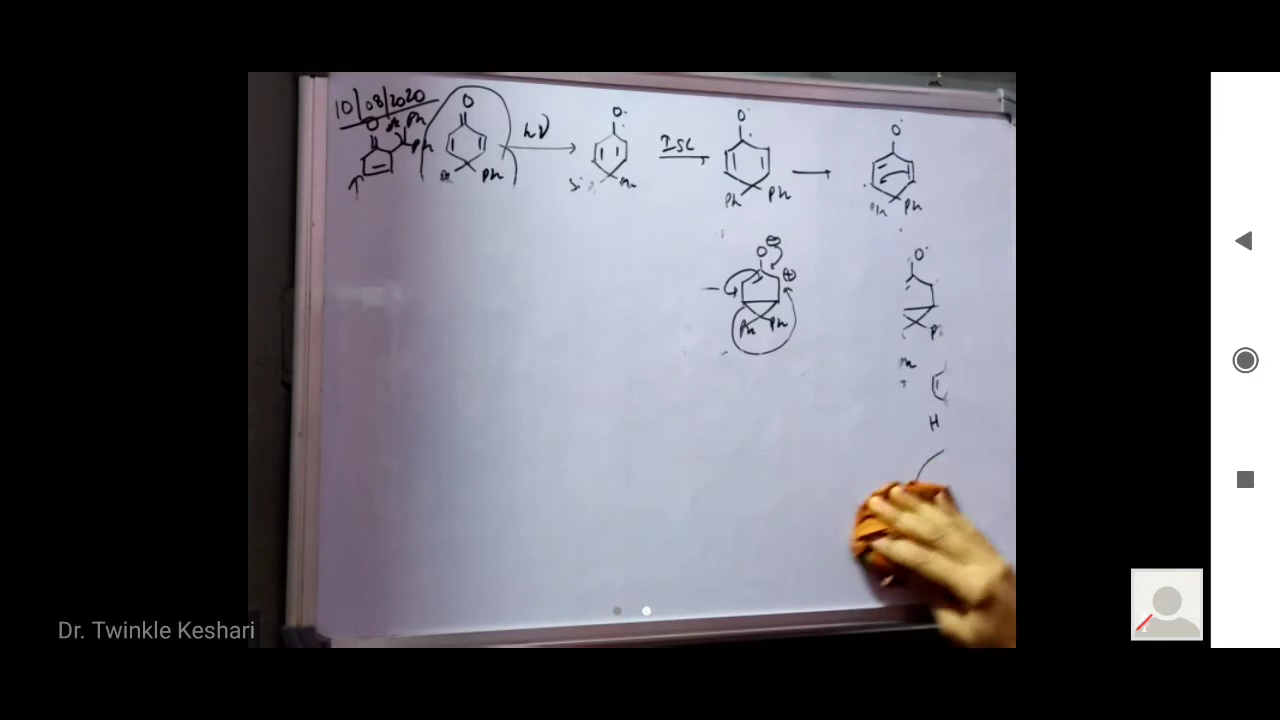 10/08/2020
O
Ph
Ph
O
Ph
hν
O
ISC
O
Ph
Ph
O
Ph
O
⊖
⊕
Ph
Ph
O
H
Dr. Twinkle Keshari